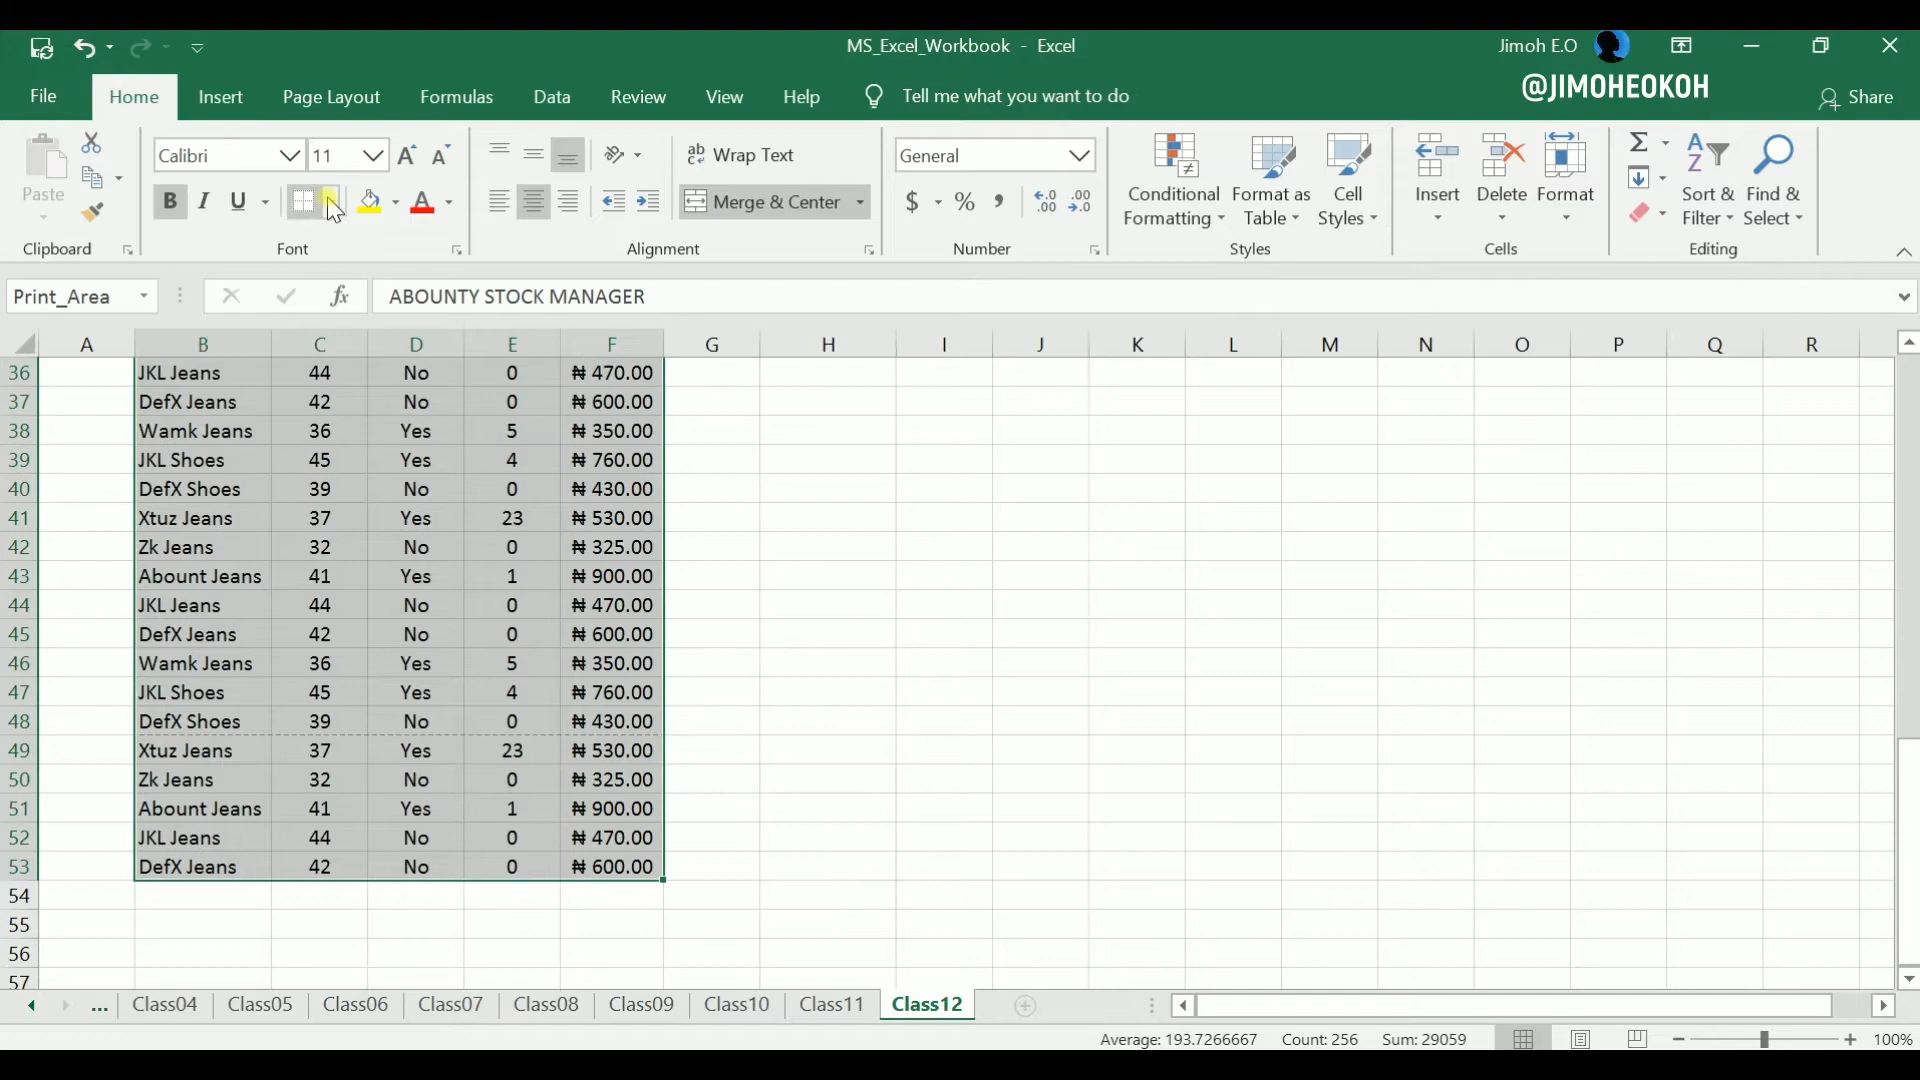 MS_Excel_Workbook - Excel
Jimoh E.O
File Home Insert Page Layout Formulas Data Review View Help Tell me what you want to do
@JIMOHEOKOH
Share
Paste
Clipboard
Calibri 11
B I U A
Font
ab Wrap Text
Merge & Center
Alignment
General
$ % , .00 .00
Number
Conditional Formatting
Format as Table
Cell Styles
Styles
Insert Delete Format
Cells
Sort & Filter
Find & Select
Editing
Print_Area fx ABOUNTY STOCK MANAGER
A B C D E F G H I J K L M N O P Q R
36 JKL Jeans 44 No 0 ₦ 470.00
37 DefX Jeans 42 No 0 ₦ 600.00
38 Wamk Jeans 36 Yes 5 ₦ 350.00
39 JKL Shoes 45 Yes 4 ₦ 760.00
40 DefX Shoes 39 No 0 ₦ 430.00
41 Xtuz Jeans 37 Yes 23 ₦ 530.00
42 Zk Jeans 32 No 0 ₦ 325.00
43 Abount Jeans 41 Yes 1 ₦ 900.00
44 JKL Jeans 44 No 0 ₦ 470.00
45 DefX Jeans 42 No 0 ₦ 600.00
46 Wamk Jeans 36 Yes 5 ₦ 350.00
47 JKL Shoes 45 Yes 4 ₦ 760.00
48 DefX Shoes 39 No 0 ₦ 430.00
49 Xtuz Jeans 37 Yes 23 ₦ 530.00
50 Zk Jeans 32 No 0 ₦ 325.00
51 Abount Jeans 41 Yes 1 ₦ 900.00
52 JKL Jeans 44 No 0 ₦ 470.00
53 DefX Jeans 42 No 0 ₦ 600.00
54
55
56
57
... Class04 Class05 Class06 Class07 Class08 Class09 Class10 Class11 Class12
Average: 193.7266667 Count: 256 Sum: 29059 100%